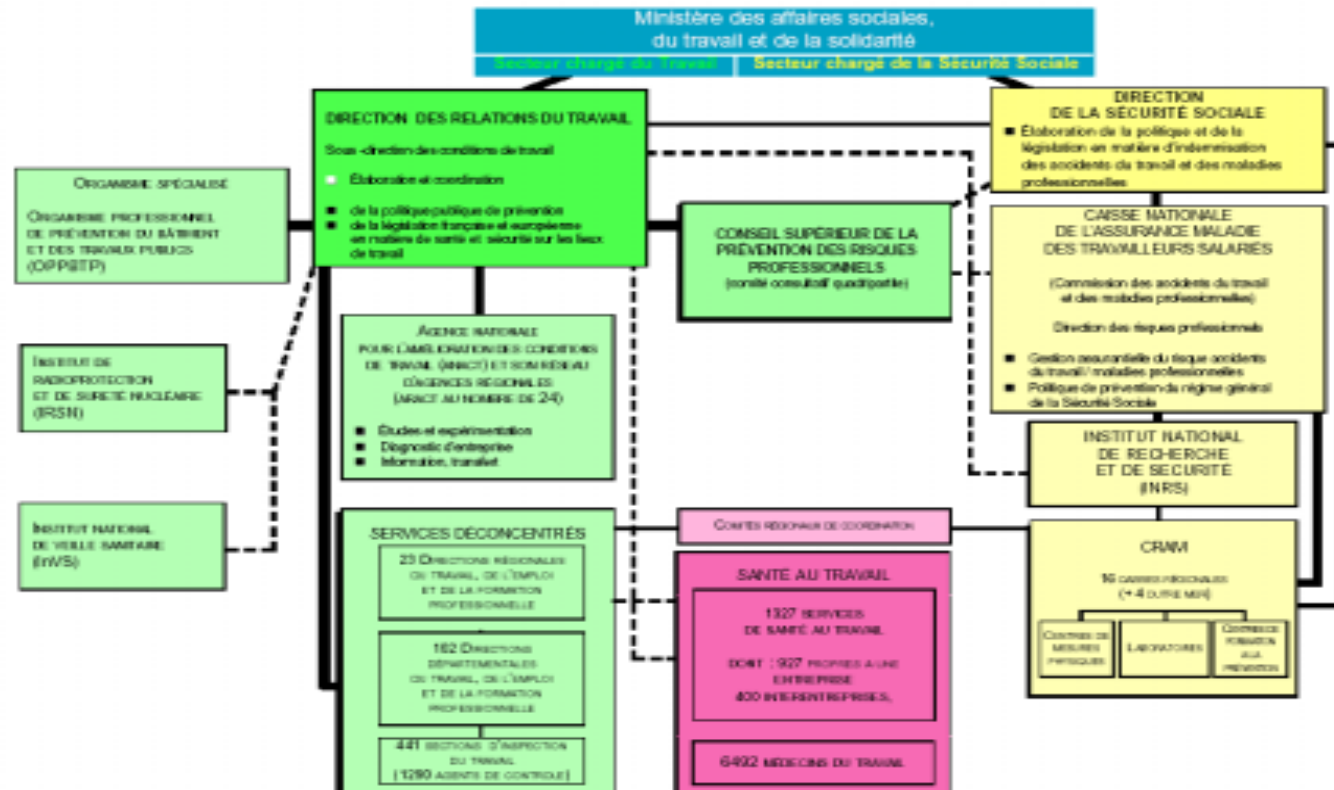 Ministère des affaires sociales,
du travail et de la solidarité
Secteur chargé du Travail
Secteur chargé de la Sécurité Sociale
DIRECTION DES RELATIONS DU TRAVAIL
Sous-direction des conditions de travail
Élaboration et coordination
■ de la politique publique de prévention
■ de la législation française et européenne
en matière de santé et sécurité sur les lieux
de travail
DIRECTION
DE LA SÉCURITÉ SOCIALE
■ Élaboration de la politique et de la
législation en matière d'indemnisation
des accidents du travail et des maladies
professionnelles
ORGANISME SPÉCIALISÉ
ORGANISME PROFESSIONNEL
DE PRÉVENTION DU BÂTIMENT
ET DES TRAVAUX PUBLICS
(OPPBTP)
CONSEIL SUPÉRIEUR DE LA
PRÉVENTION DES RISQUES
PROFESSIONNELS
(comité consultatif quadripartite)
CAISSE NATIONALE
DE L'ASSURANCE MALADIE
DES TRAVAILLEURS SALARIÉS
(Commission des accidents du travail
et des maladies professionnelles)
Direction des risques professionnels
■ Gestion assurantielle du risque accidents
du travail / maladies professionnelles
■ Politique de prévention du régime général
de la Sécurité Sociale
AGENCE NATIONALE
POUR L'AMÉLIORATION DES CONDITIONS
DE TRAVAIL (ANACT) ET SON RÉSEAU
D'AGENCES RÉGIONALES
(ARACT AU NOMBRE DE 24)
■ Études et expérimentation
■ Diagnostic d'entreprise
■ Information, transfert
INSTITUT DE
RADIOPROTECTION
ET DE SURETÉ NUCLÉAIRE
(IRSN)
INSTITUT NATIONAL
DE RECHERCHE
ET DE SECURITÉ
(INRS)
INSTITUT NATIONAL
DE VEILLE SANITAIRE
(InVS)
SERVICES DÉCONCENTRÉS
23 DIRECTIONS RÉGIONALES
DU TRAVAIL, DE L'EMPLOI
ET DE LA FORMATION
PROFESSIONNELLE
102 DIRECTIONS
DÉPARTEMENTALES
DU TRAVAIL, DE L'EMPLOI
ET DE LA FORMATION
PROFESSIONNELLE
441 SECTIONS D'INSPECTION
DU TRAVAIL
(1290 AGENTS DE CONTROLE)
COMITÉS RÉGIONAUX DE COORDINATION
SANTÉ AU TRAVAIL
1327 SERVICES
DE SANTÉ AU TRAVAIL
DONT : 927 PROPRES A UNE
ENTREPRISE
400 INTERENTREPRISES,
6492 MÉDECINS DU TRAVAIL
CRAM
16 CAISSES RÉGIONALES
(+ 4 OUTRE MER)
CENTRES DE
MESURES
PHYSIQUES
LABORATOIRES
CENTRES DE
FORMATION
AUX
PRÉVENTION